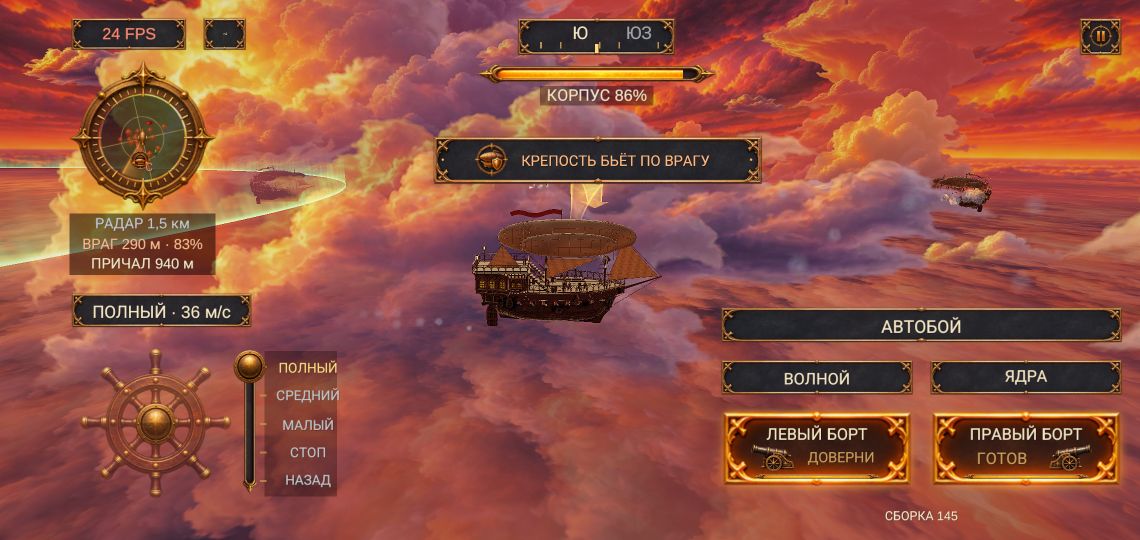 24 FPS
Ю ЮЗ
КОРПУС 86%
КРЕПОСТЬ БЬЁТ ПО ВРАГУ
РАДАР 1,5 км
ВРАГ 290 м · 83%
ПРИЧАЛ 940 м
ПОЛНЫЙ · 36 м/с
ПОЛНЫЙ
СРЕДНИЙ
МАЛЫЙ
СТОП
НАЗАД
АВТОБОЙ
ВОЛНОЙ
ЯДРА
ЛЕВЫЙ БОРТ
ДОВЕРНИ
ПРАВЫЙ БОРТ
ГОТОВ
СБОРКА 145